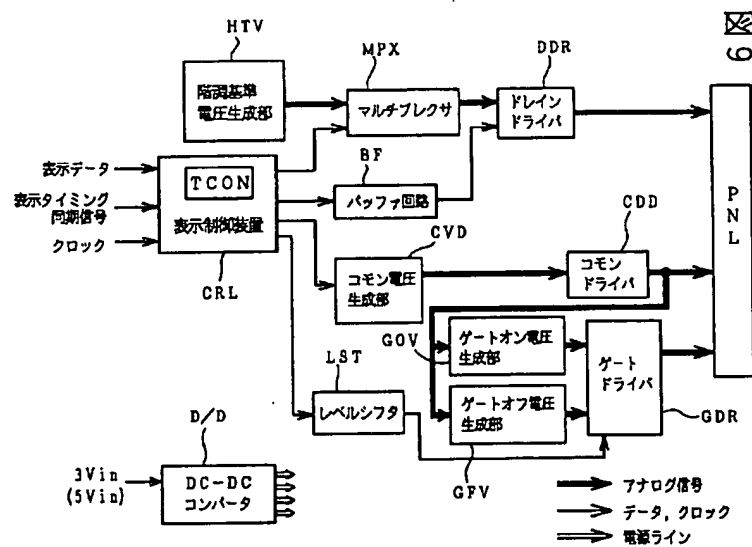 図9
HTV
階調基準
電圧生成部
MPX
マルチプレクサ
DDR
ドレイン
ドライバ
表示データ
表示タイミング
同期信号
クロック
TCON
表示制御装置
CRL
BF
バッファ回路
CVD
コモン電圧
生成部
CDD
コモン
ドライバ
PNL
GOV
ゲートオン電圧
生成部
ゲートオフ電圧
生成部
GFV
ゲート
ドライバ
GDR
LST
レベルシフタ
D/D
3Vin
(5Vin)
DC-DC
コンバータ
アナログ信号
データ,クロック
電源ライン